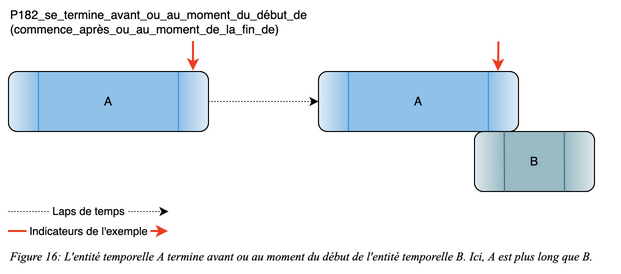 P182_se_termine_avant_ou_au_moment_du_début_de
(commence_après_ou_au_moment_de_la_fin_de)
A
A
B
Laps de temps
Indicateurs de l'exemple
Figure 16: L'entité temporelle A termine avant ou au moment du début de l'entité temporelle B. Ici, A est plus long que B.